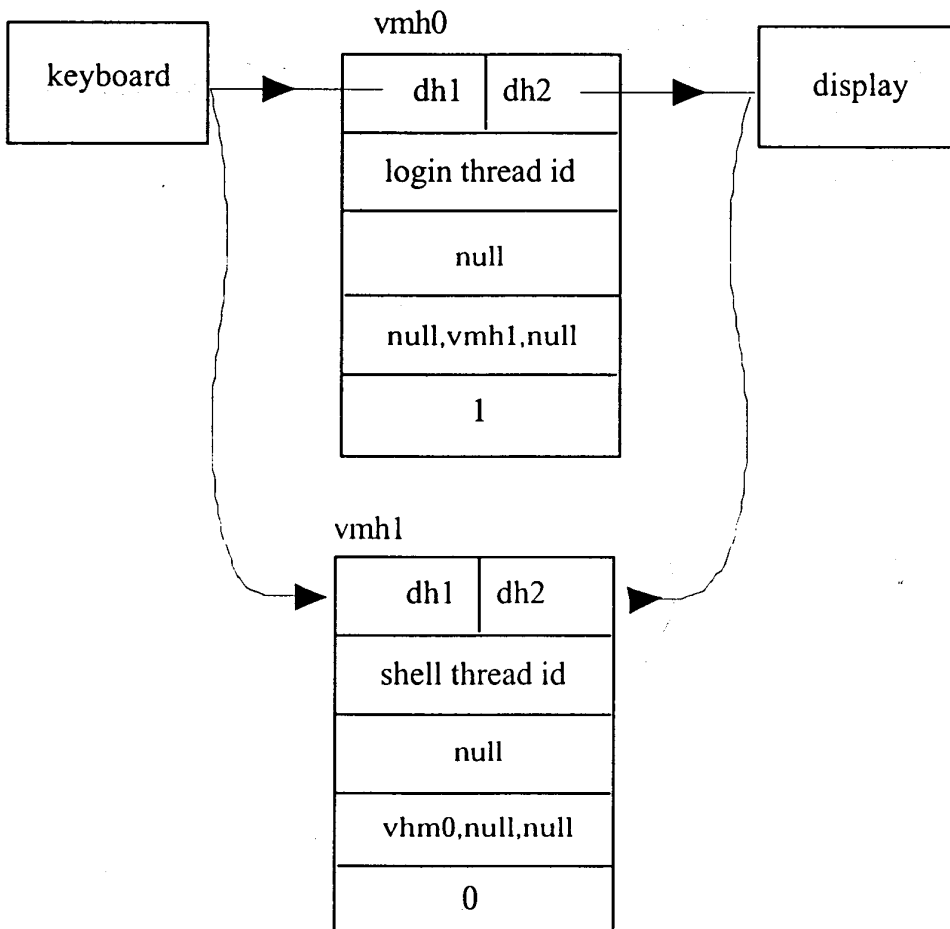 vmh0
keyboard
dh1 dh2
display
login thread id
null
null,vmh1,null
1
vmh1
dh1 dh2
shell thread id
null
vhm0,null,null
0